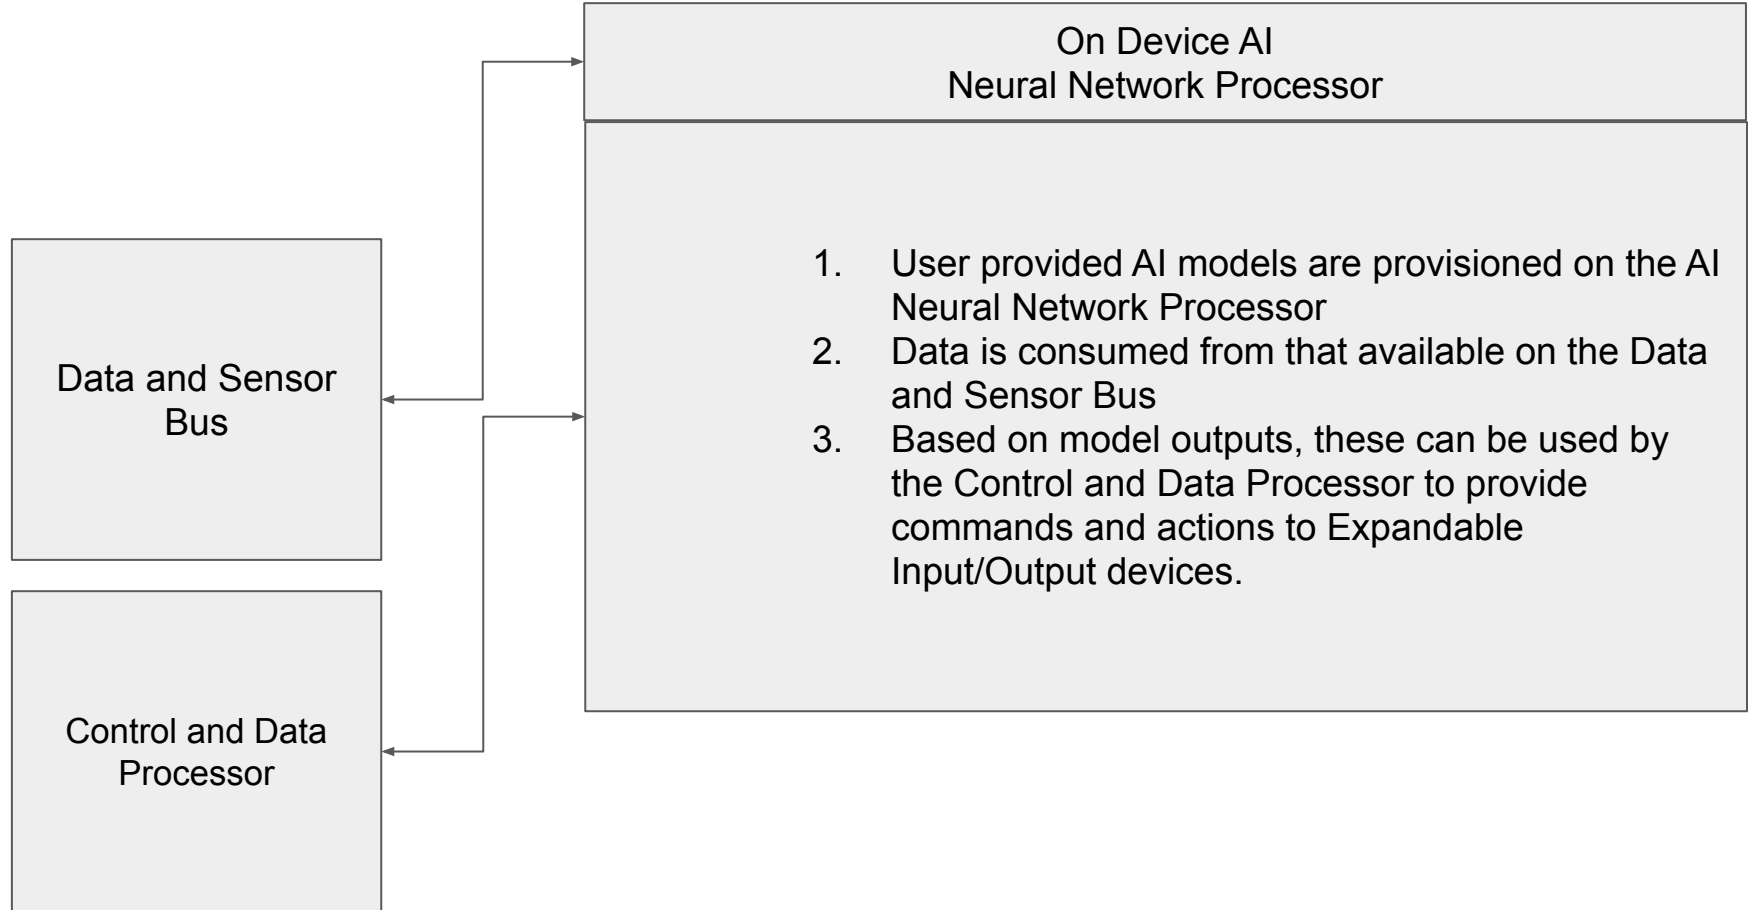 On Device AI
Neural Network Processor
Data and Sensor
Bus
1. User provided AI models are provisioned on the AI
Neural Network Processor
2. Data is consumed from that available on the Data
and Sensor Bus
3. Based on model outputs, these can be used by
the Control and Data Processor to provide
commands and actions to Expandable
Input/Output devices.
Control and Data
Processor